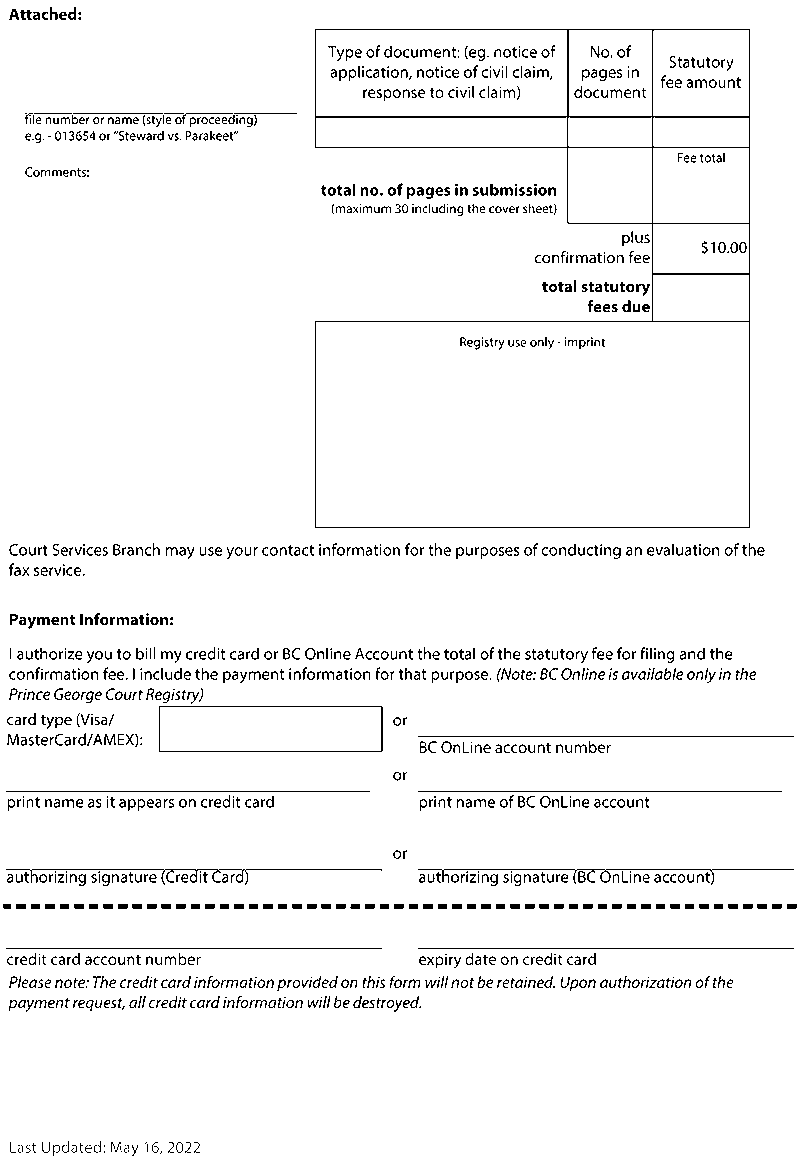 Attached:
file number or name (style of proceeding)
e.g. - 013654 or "Steward vs. Parakeet"
Comments:
Type of document: (eg. notice of
application, notice of civil claim,
response to civil claim)
No. of
pages in
document
Statutory
fee amount
Fee total
total no. of pages in submission
(maximum 30 including the cover sheet)
plus
confirmation fee
$10.00
total statutory
fees due
Registry use only - imprint
Court Services Branch may use your contact information for the purposes of conducting an evaluation of the
fax service.
Payment Information:
I authorize you to bill my credit card or BC Online Account the total of the statutory fee for filing and the
confirmation fee. I include the payment information for that purpose. (Note: BC Online is available only in the
Prince George Court Registry)
card type (Visa/
MasterCard/AMEX):
or
BC OnLine account number
or
print name as it appears on credit card
print name of BC OnLine account
or
authorizing signature (Credit Card)
authorizing signature (BC OnLine account)
credit card account number
expiry date on credit card
Please note: The credit card information provided on this form will not be retained. Upon authorization of the
payment request, all credit card information will be destroyed.
Last Updated: May 16, 2022